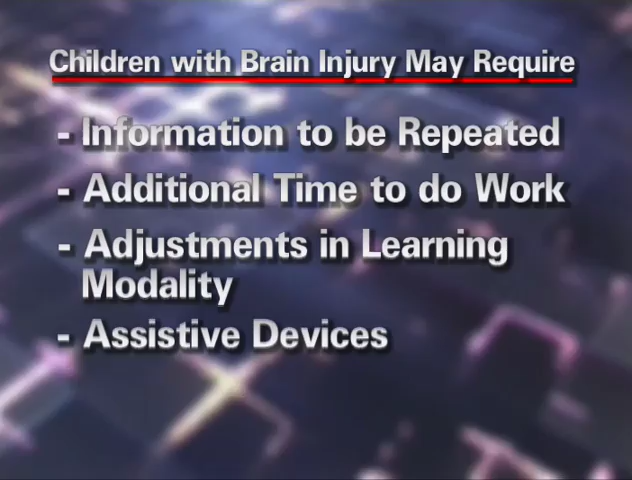 Children with Brain Injury May Require
- Information to be Repeated
- Additional Time to do Work
- Adjustments in Learning
Modality
- Assistive Devices